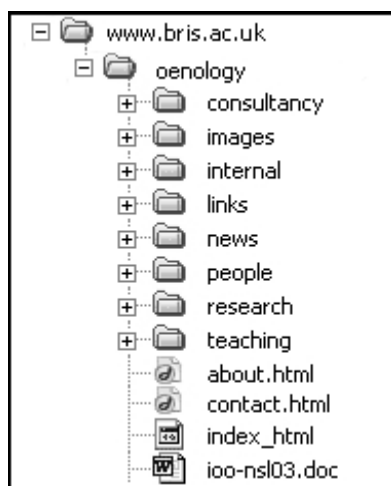 www.bris.ac.uk
oenology
consultancy
images
internal
links
news
people
research
teaching
about.html
contact.html
index_html
ioo-nsl03.doc